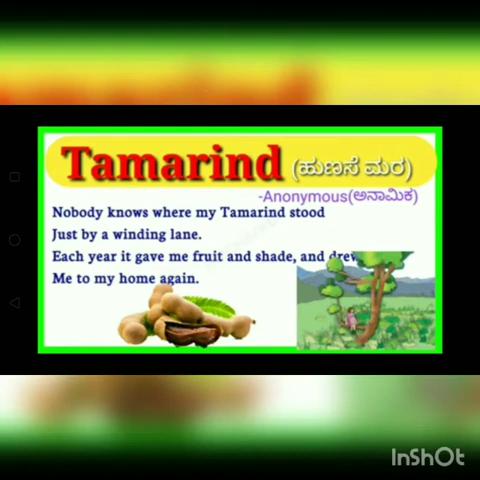 Tamarind (ಹುಣಸೆ ಮರ)
-Anonymous(ಅನಾಮಿಕ)
Nobody knows where my Tamarind stood
Just by a winding lane.
Each year it gave me fruit and shade, and drew
Me to my home again.
InShOt